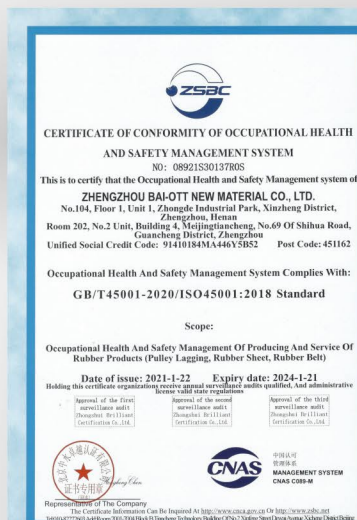 ZSBC
CERTIFICATE OF CONFORMITY OF OCCUPATIONAL HEALTH
AND SAFETY MANAGEMENT SYSTEM
NO: 08921S30137R0S
This is to certify that the Occupational Health and Safety Management system of
ZHENGZHOU BAI-OTT NEW MATERIAL CO., LTD.
No.104, Floor 1, Unit 1, Zhongde Industrial Park, Xinzheng District,
Zhengzhou, Henan
Room 202, No.2 Unit, Building 4, Meijingtiancheng, No.69 Of Shihua Road,
Guancheng District, Zhengzhou
Unified Social Credit Code: 91410184MA446Y5B52 Post Code: 451162
Occupational Health And Safety Management System Complies With:
GB/T45001-2020/ISO45001:2018 Standard
Scope:
Occupational Health And Safety Management Of Producing And Service Of
Rubber Products (Pulley Lagging, Rubber Sheet, Rubber Belt)
Date of issue: 2021-1-22 Expiry date: 2024-1-21
Holding this certificate organizations receive annual surveillance audits qualified, And administrative
license valid state regulations
Approval of the first
surveillance audit
Zhongshui Brilliant
Certification Co.,Ltd.
Approval of the second
surveillance audit
Zhongshui Brilliant
Certification Co.,Ltd.
Approval of the third
surveillance audit
Zhongshui Brilliant
Certification Co.,Ltd.
证书专用章
CNAS
中国认可
管理体系
MANAGEMENT SYSTEM
CNAS C089-M
Representative of The Company
The Certificate Information Can Be Inquired At http://www.cnca.gov.cn Or http://www.zsbc.net